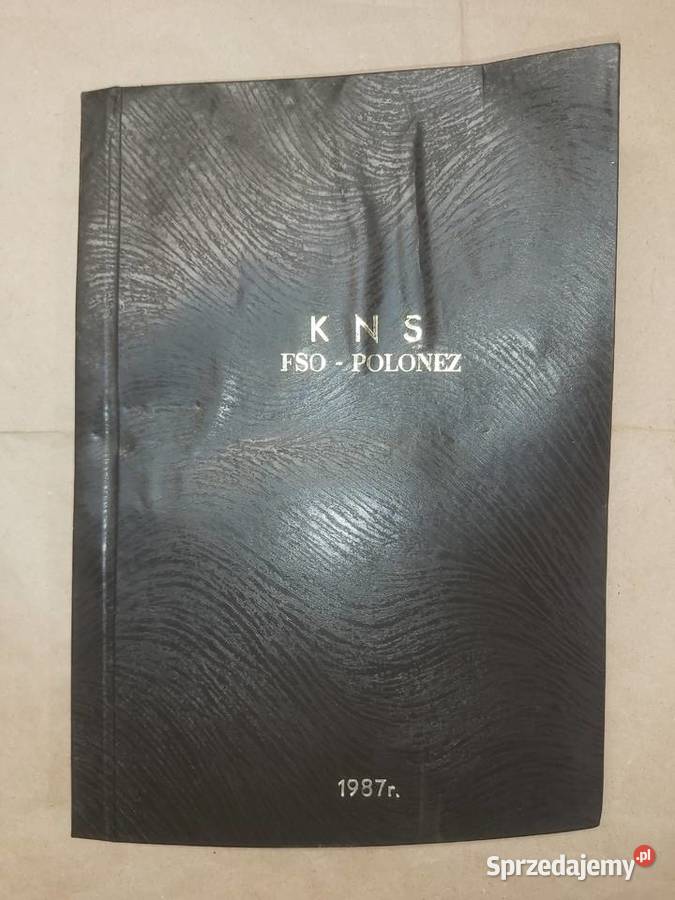 K N S
FSO - POLONEZ
1987r.
Sprzedajemy.pl